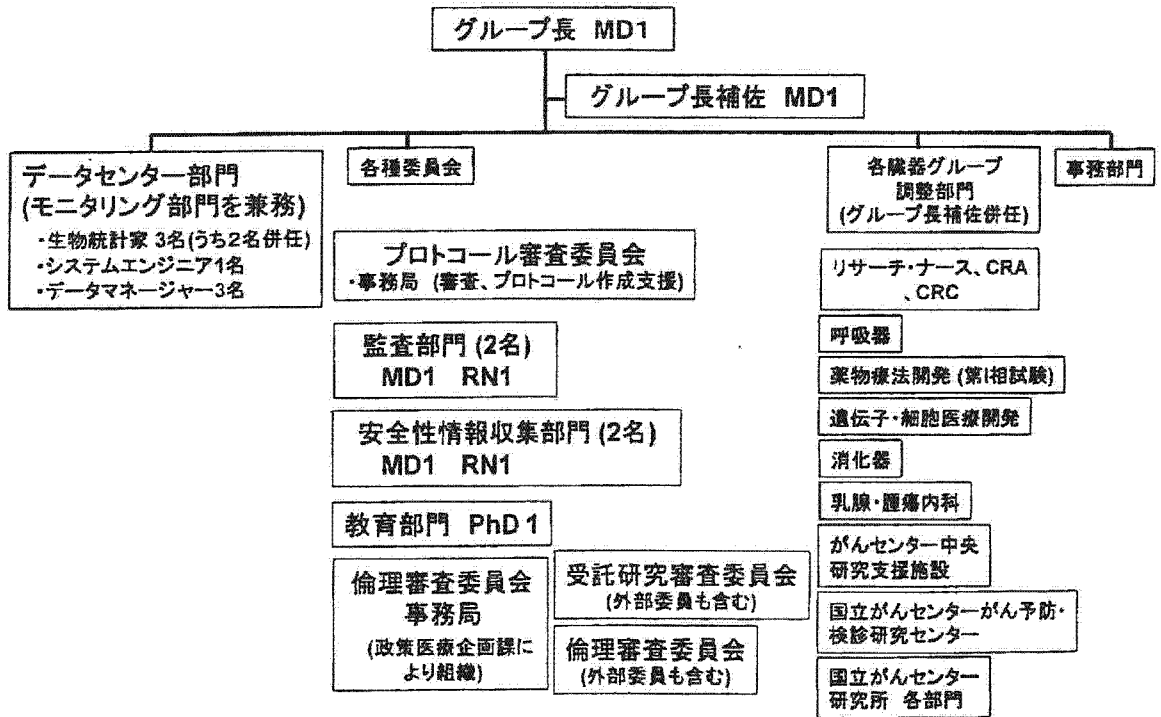 グループ長 MD1
グループ長補佐 MD1
データセンター部門
(モニタリング部門を兼務)
・生物統計家 3名(うち2名併任)
・システムエンジニア1名
・データマネージャー3名
各種委員会
プロトコール審査委員会
・事務局 (審査、プロトコール作成支援)
監査部門 (2名)
MD1 RN1
安全性情報収集部門 (2名)
MD1 RN1
教育部門 PhD 1
倫理審査委員会
事務局
(政策医療企画課に
より組織)
受託研究審査委員会
(外部委員も含む)
倫理審査委員会
(外部委員も含む)
各臓器グループ
調整部門
(グループ長補佐併任)
リサーチ・ナース、CRA
、CRC
呼吸器
薬物療法開発 (第I相試験)
遺伝子・細胞医療開発
消化器
乳腺・腫瘍内科
がんセンター中央
研究支援施設
国立がんセンターがん予防・
検診研究センター
国立がんセンター
研究所 各部門
事務部門